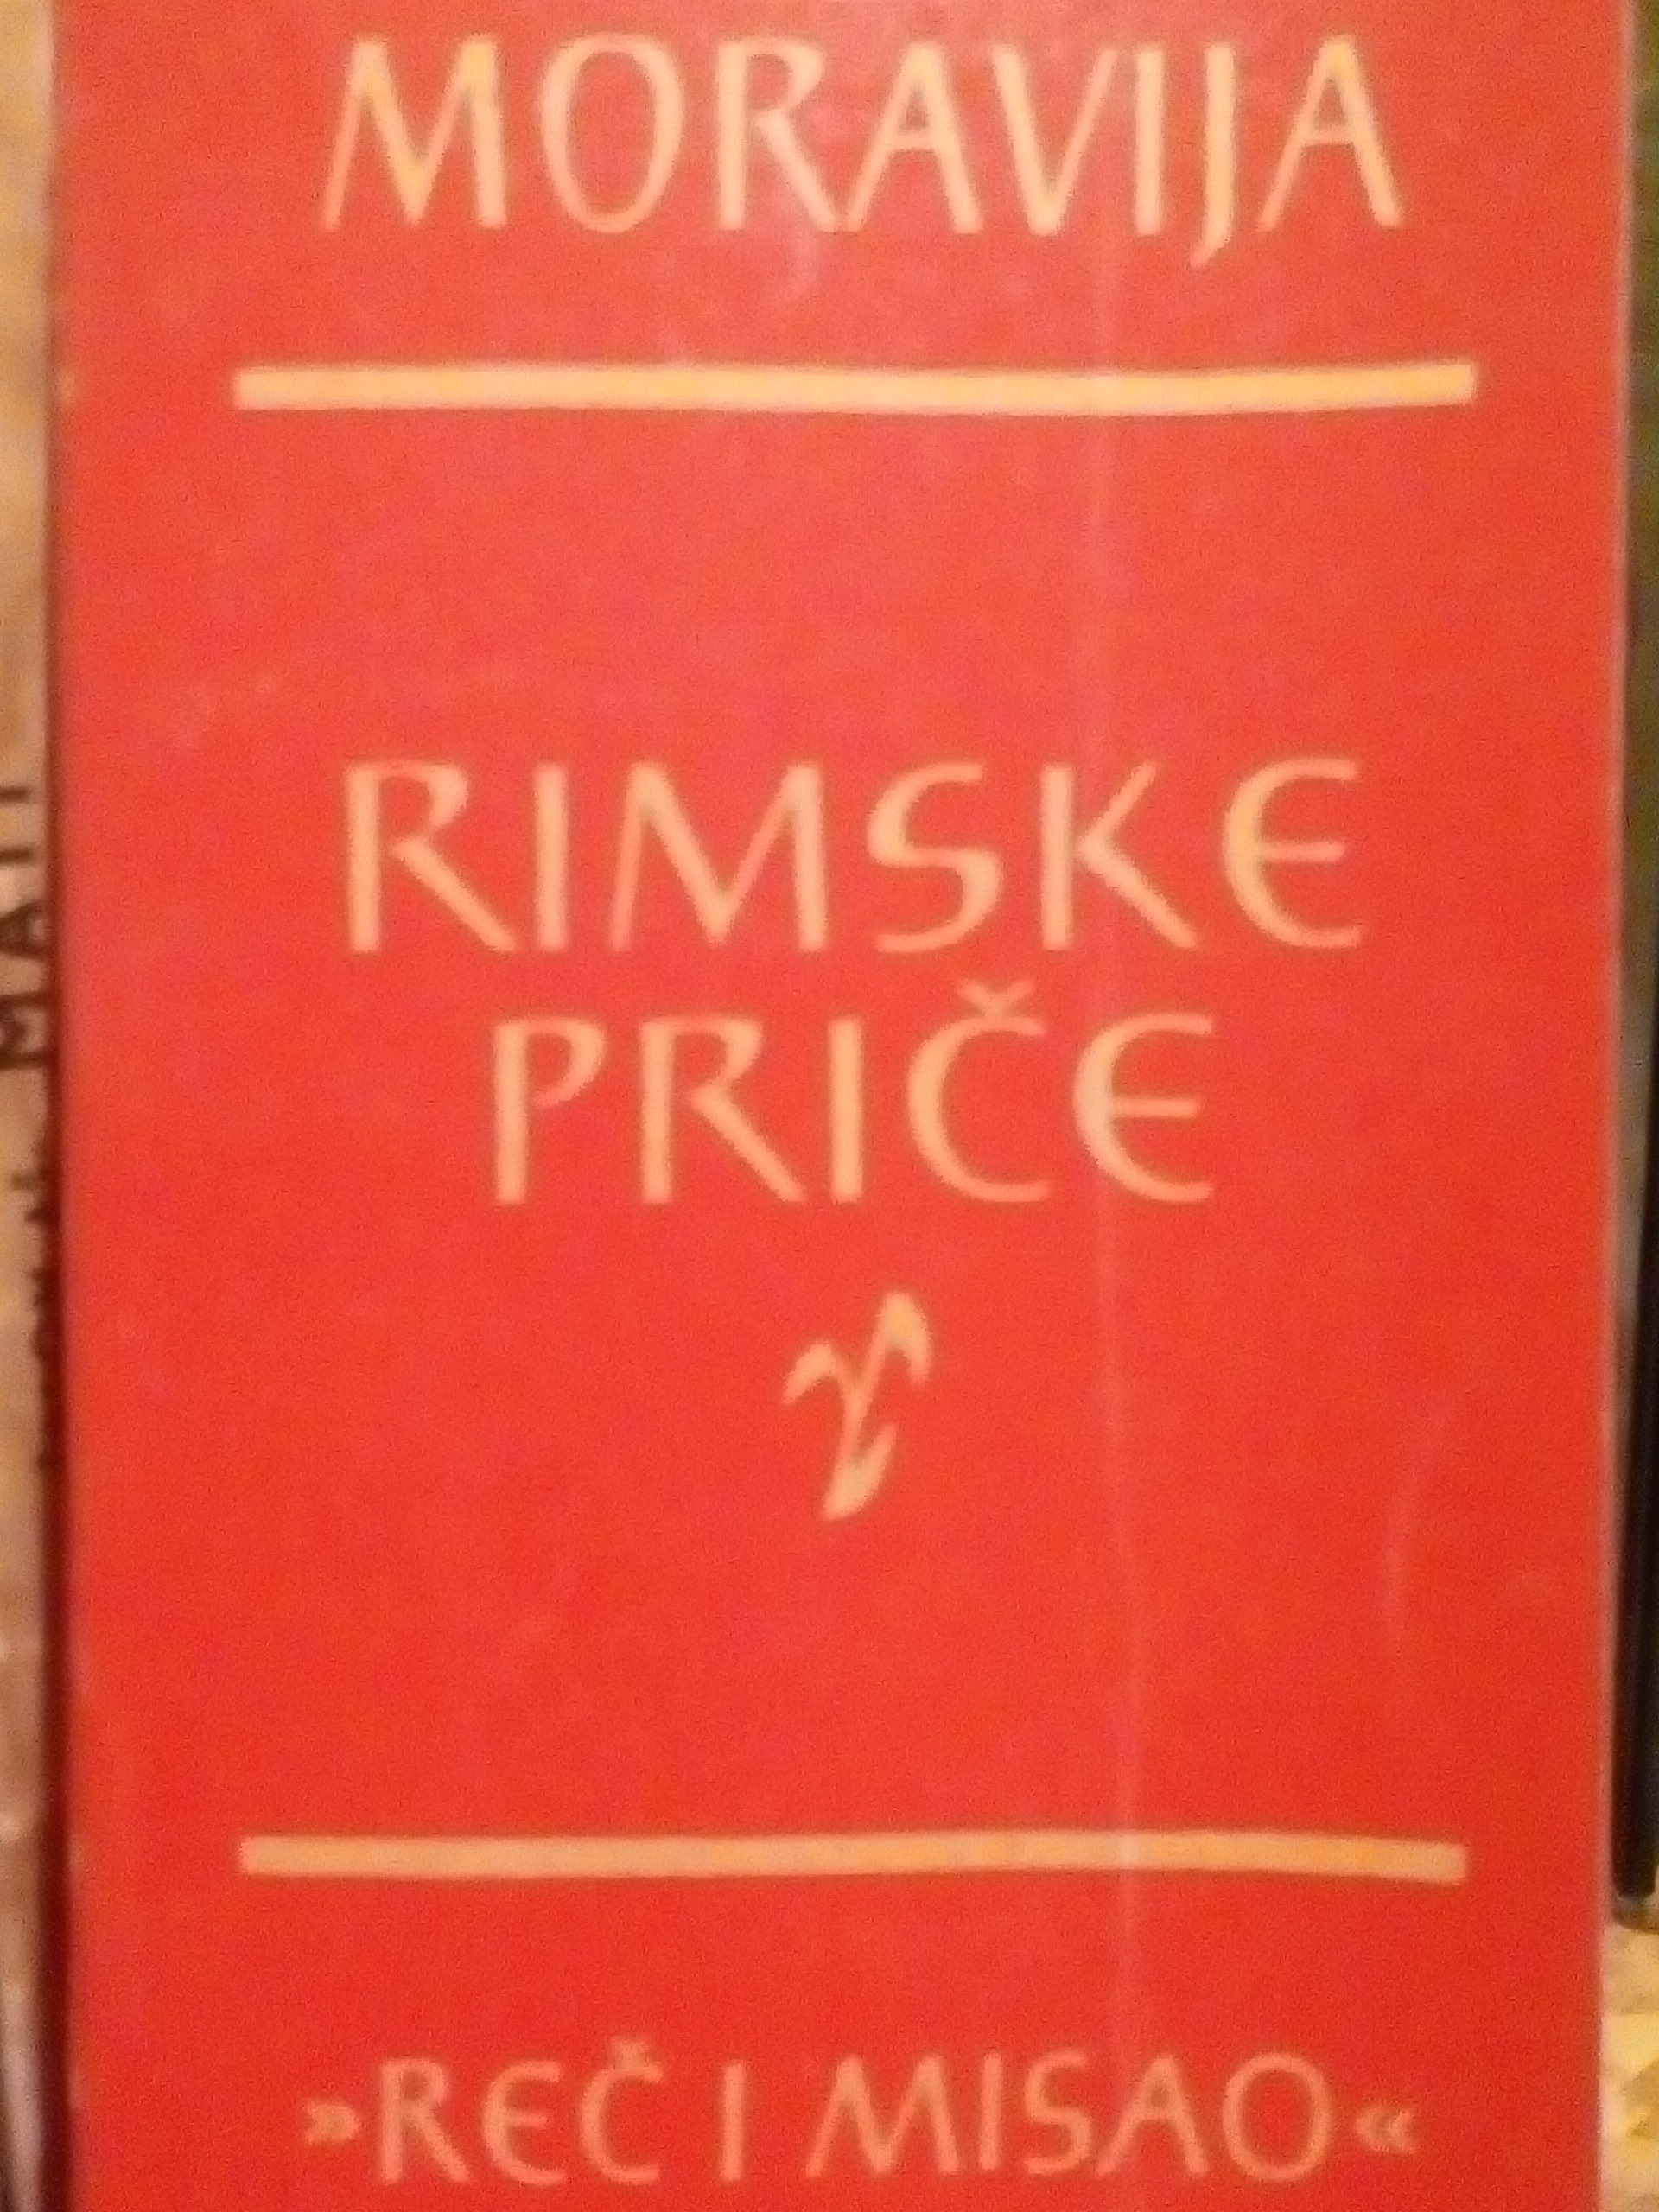 MORAVIJA
RIMSKE
PRIČE
»REČ I MISAO«